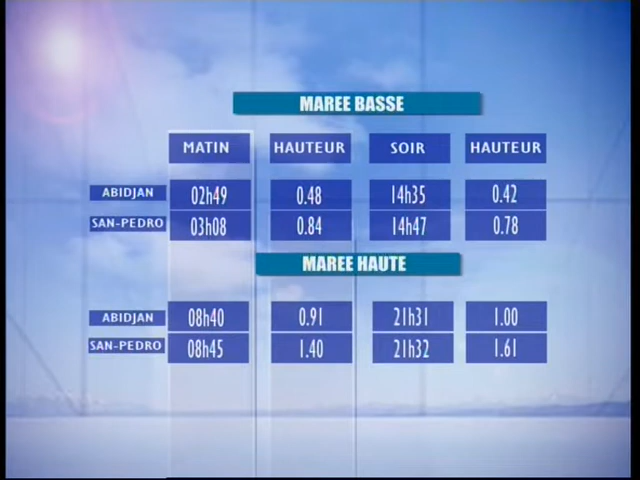 MAREE BASSE
MATIN HAUTEUR SOIR HAUTEUR
ABIDJAN 02h49 0.48 14h35 0.42
SAN-PEDRO 03h08 0.84 14h47 0.78
MAREE HAUTE
ABIDJAN 08h40 0.91 21h31 1.00
SAN-PEDRO 08h45 1.40 21h32 1.61